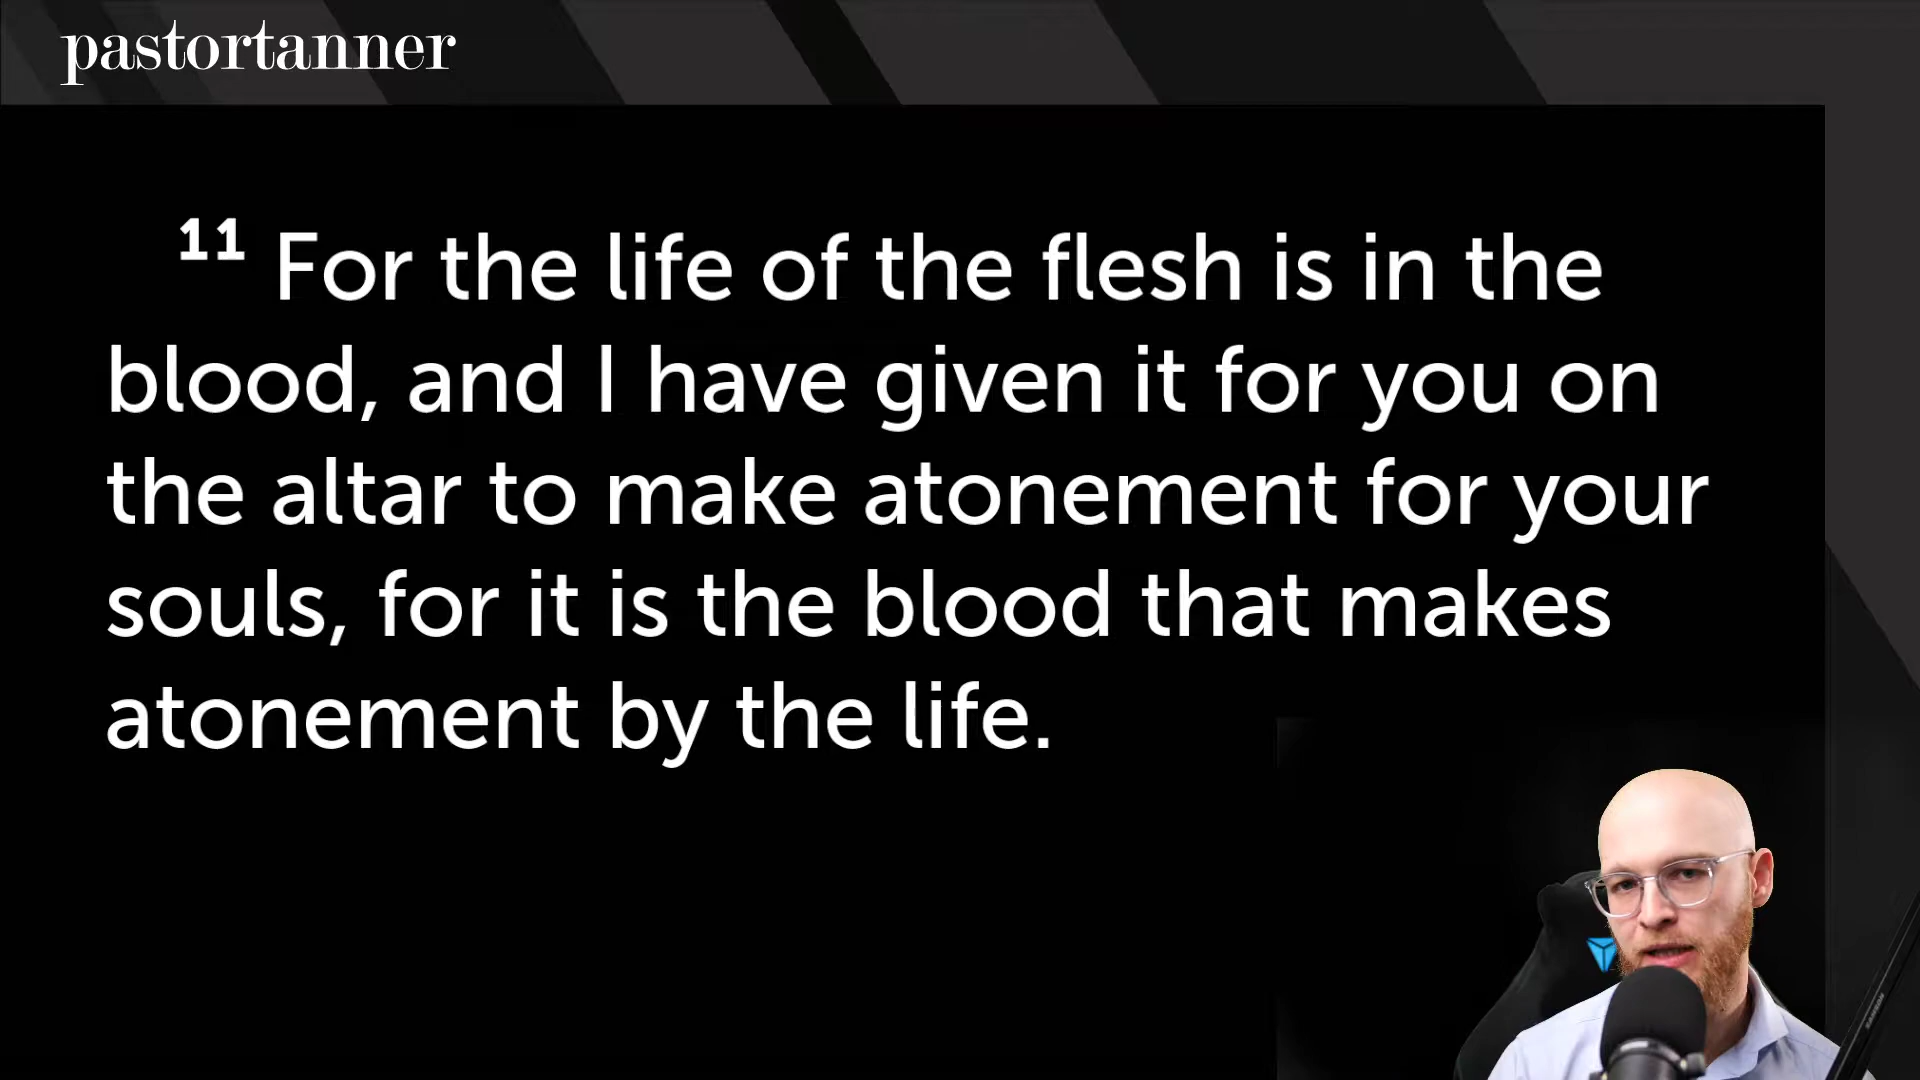 pastortanner
11 For the life of the flesh is in the
blood, and I have given it for you on
the altar to make atonement for your
souls, for it is the blood that makes
atonement by the life.
SAMSON